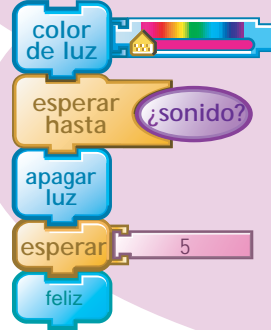 color
de luz
esperar
hasta
¿sonido?
apagar
luz
esperar
5
feliz